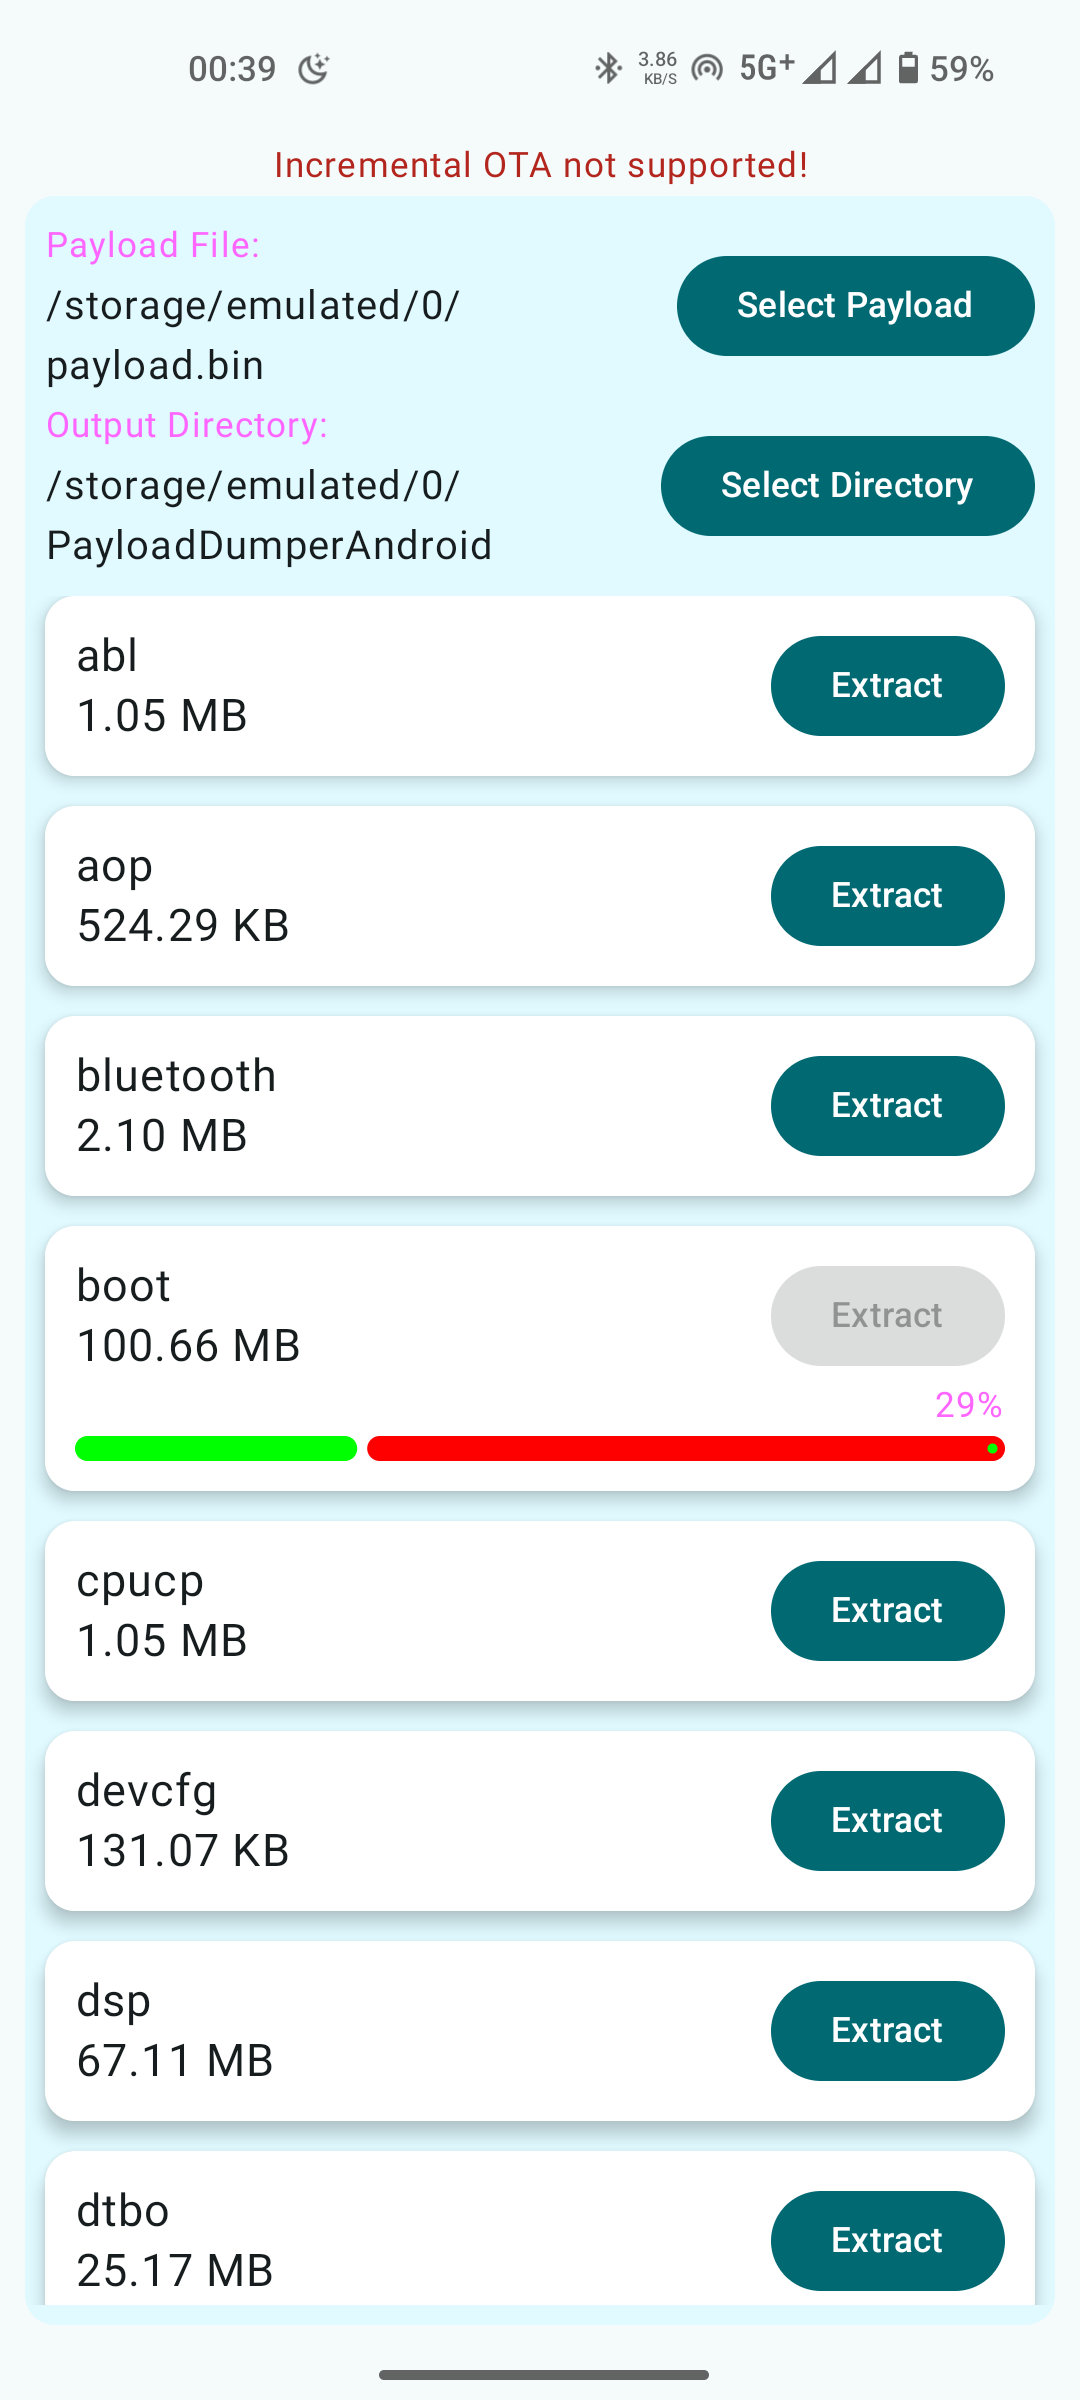 00:39
3.86
KB/S
5G+
59%
Incremental OTA not supported!
Payload File:
/storage/emulated/0/
payload.bin
Select Payload
Output Directory:
/storage/emulated/0/
PayloadDumperAndroid
Select Directory
abl
1.05 MB
Extract
aop
524.29 KB
Extract
bluetooth
2.10 MB
Extract
boot
100.66 MB
Extract
29%
cpucp
1.05 MB
Extract
devcfg
131.07 KB
Extract
dsp
67.11 MB
Extract
dtbo
25.17 MB
Extract